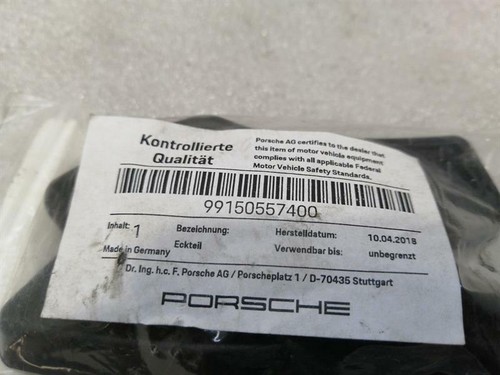 Kontrollierte
Qualität
Porsche AG certifies to the dealer that
this item of motor vehicle equipment
complies with all applicable Federal
Motor Vehicle Safety Standards.
99150557400
Inhalt: 1 Bezeichnung: Herstelldatum: 10.04.2018
Made in Germany Eckteil Verwendbar bis: unbegrenzt
Dr. Ing. h.c. F. Porsche AG / Porscheplatz 1 / D-70435 Stuttgart
PORSCHE